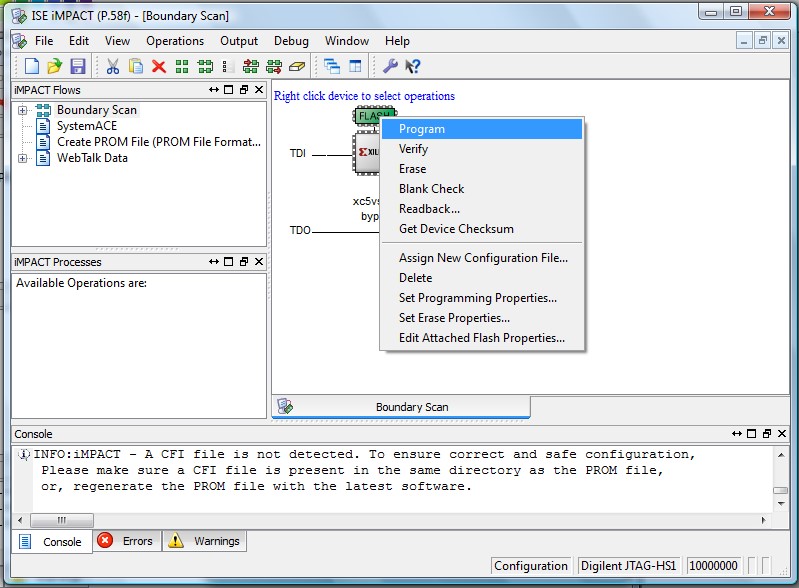 ISE iMPACT (P.58f) - [Boundary Scan]
File Edit View Operations Output Debug Window Help
iMPACT Flows
Boundary Scan
SystemACE
Create PROM File (PROM File Format...
WebTalk Data
iMPACT Processes
Available Operations are:
Right click device to select operations
FLASH
TDI
XIL
xc5vs
byp
TDO
Program
Verify
Erase
Blank Check
Readback...
Get Device Checksum
Assign New Configuration File...
Delete
Set Programming Properties...
Set Erase Properties...
Edit Attached Flash Properties...
Boundary Scan
Console
INFO:iMPACT - A CFI file is not detected. To ensure correct and safe configuration,
Please make sure a CFI file is present in the same directory as the PROM file,
or, regenerate the PROM file with the latest software.
Console Errors Warnings
Configuration Digilent JTAG-HS1 10000000